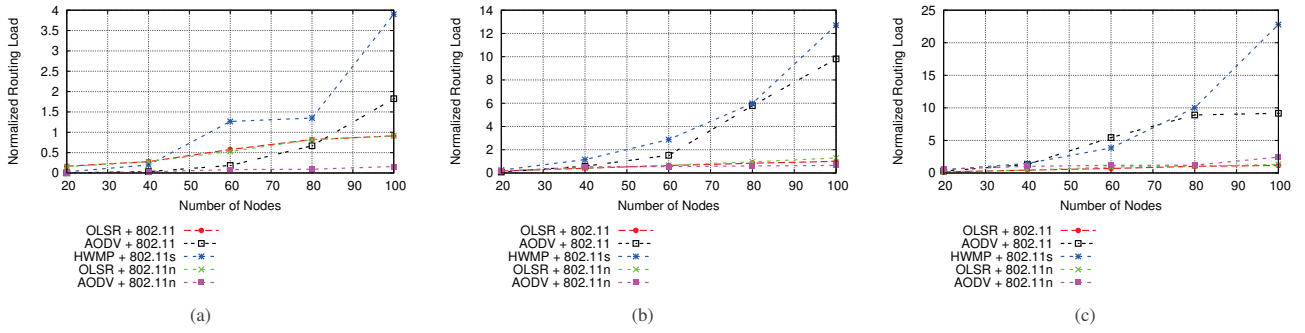 4
3.5
3
2.5
2
1.5
1
0.5
0
20 30 40 50 60 70 80 90 100
Normalized Routing Load
Number of Nodes
OLSR + 802.11
AODV + 802.11
HWMP + 802.11s
OLSR + 802.11n
AODV + 802.11n
(a)
14
12
10
8
6
4
2
0
20 30 40 50 60 70 80 90 100
Normalized Routing Load
Number of Nodes
OLSR + 802.11
AODV + 802.11
HWMP + 802.11s
OLSR + 802.11n
AODV + 802.11n
(b)
25
20
15
10
5
0
20 30 40 50 60 70 80 90 100
Normalized Routing Load
Number of Nodes
OLSR + 802.11
AODV + 802.11
HWMP + 802.11s
OLSR + 802.11n
AODV + 802.11n
(c)